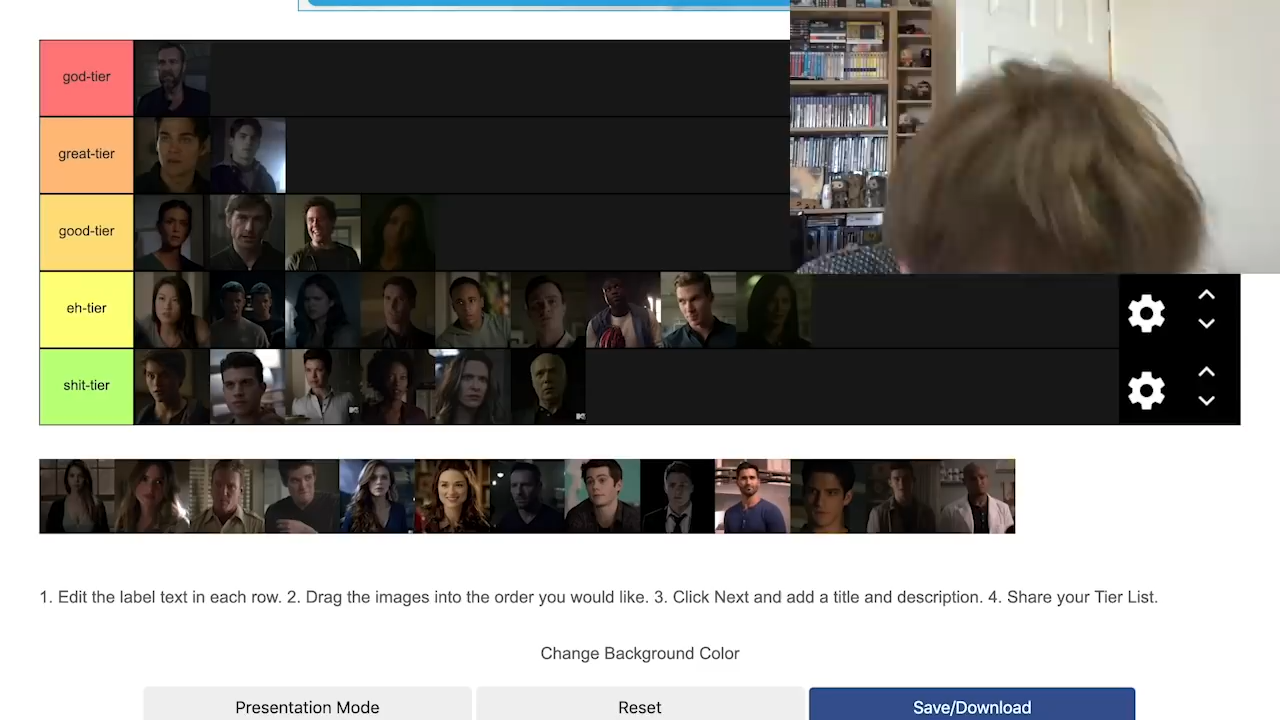 god-tier
great-tier
good-tier
eh-tier
shit-tier
1. Edit the label text in each row. 2. Drag the images into the order you would like. 3. Click Next and add a title and description. 4. Share your Tier List.
Change Background Color
Presentation Mode
Reset
Save/Download